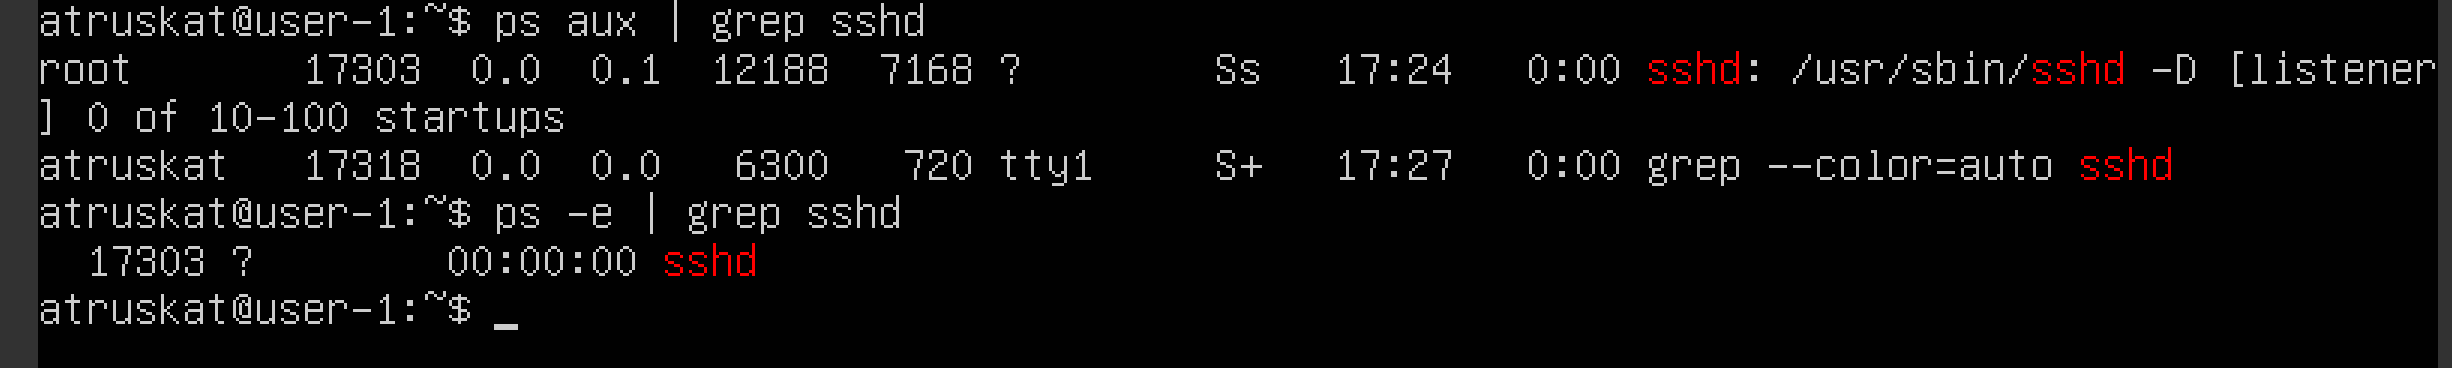 atruskat@user-1:~$ ps aux | grep sshd
root       17303  0.0  0.1  12188  7168 ?        Ss   17:24   0:00 sshd: /usr/sbin/sshd -D [listener
] 0 of 10-100 startups
atruskat   17318  0.0  0.0   6300   720 tty1     S+   17:27   0:00 grep --color=auto sshd
atruskat@user-1:~$ ps -e | grep sshd
  17303 ?        00:00:00 sshd
atruskat@user-1:~$ _